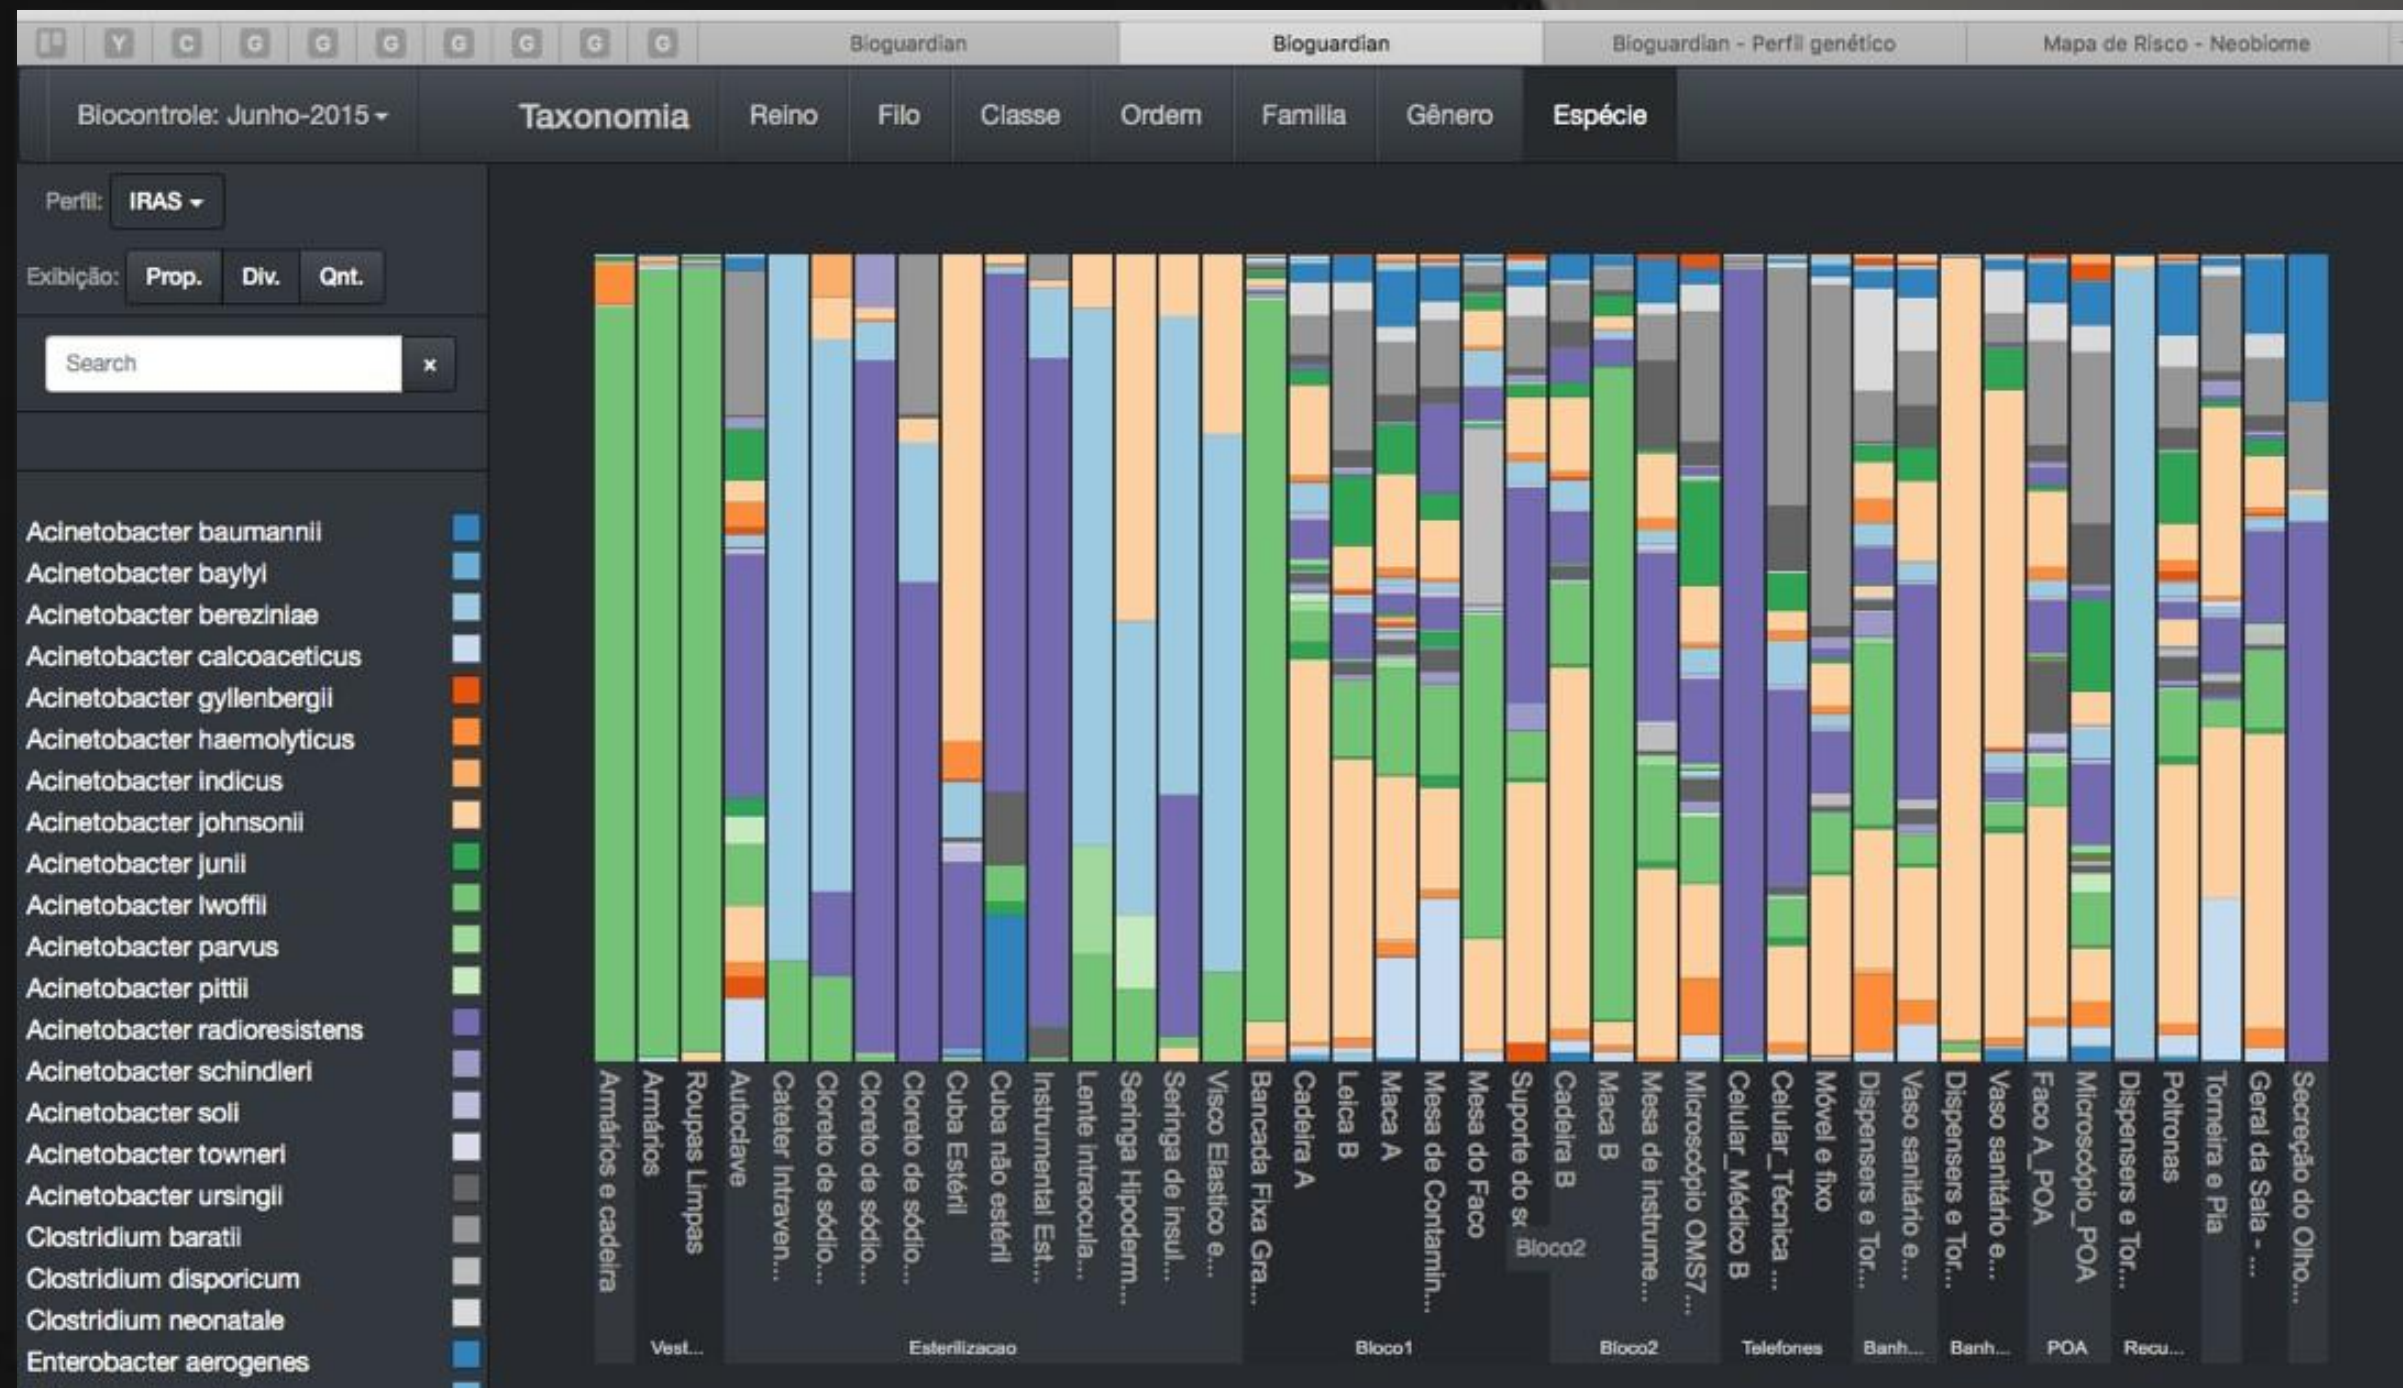 Y C G G G G G G G Bioguardian Bioguardian Bioguardian - Perfil genético Mapa de Risco - Neobiome
Biocontrole: Junho-2015 Taxonomia Reino Filo Classe Ordem Familia Gênero Espécie
Perfil: IRAS
Exibição: Prop. Div. Qnt.
Search x
Acinetobacter baumannii
Acinetobacter baylyi
Acinetobacter bereziniae
Acinetobacter calcoaceticus
Acinetobacter gyllenbergii
Acinetobacter haemolyticus
Acinetobacter indicus
Acinetobacter johnsonii
Acinetobacter junii
Acinetobacter lwoffii
Acinetobacter parvus
Acinetobacter pittii
Acinetobacter radioresistens
Acinetobacter schindleri
Acinetobacter soli
Acinetobacter towneri
Acinetobacter ursingii
Clostridium baratii
Clostridium disporicum
Clostridium neonatale
Enterobacter aerogenes
Armários e cadeira
Armários
Roupas Limpas
Autoclave
Cateter Intraven...
Cloreto de sódio...
Cloreto de sódio...
Cloreto de sódio...
Cuba Estéril
Cuba não estéril
Instrumental Est...
Lente intraocula...
Seringa Hipoderm...
Seringa de insul...
Visco Elastico e...
Bancada Fixa Gra...
Cadeira A
Leica B
Maca A
Mesa de Contamin...
Mesa do Faco
Suporte do
Cadeira B
Maca B
Mesa de instrume...
Microscópio OMS7...
Celular_Médico B
Celular_Técnica ...
Móvel e fixo
Dispensers e Tor...
Vaso sanitário e...
Dispensers e Tor...
Vaso sanitário e...
Faco A_POA
Microscópio_POA
Dispensers e Tor...
Poltronas
Torneira e Pia
Geral da Sala - ...
Secreção do Olho...
Bloco2
Vest... Esterilizacao Bloco1 Bloco2 Telefones Banh... Banh... POA Recu...